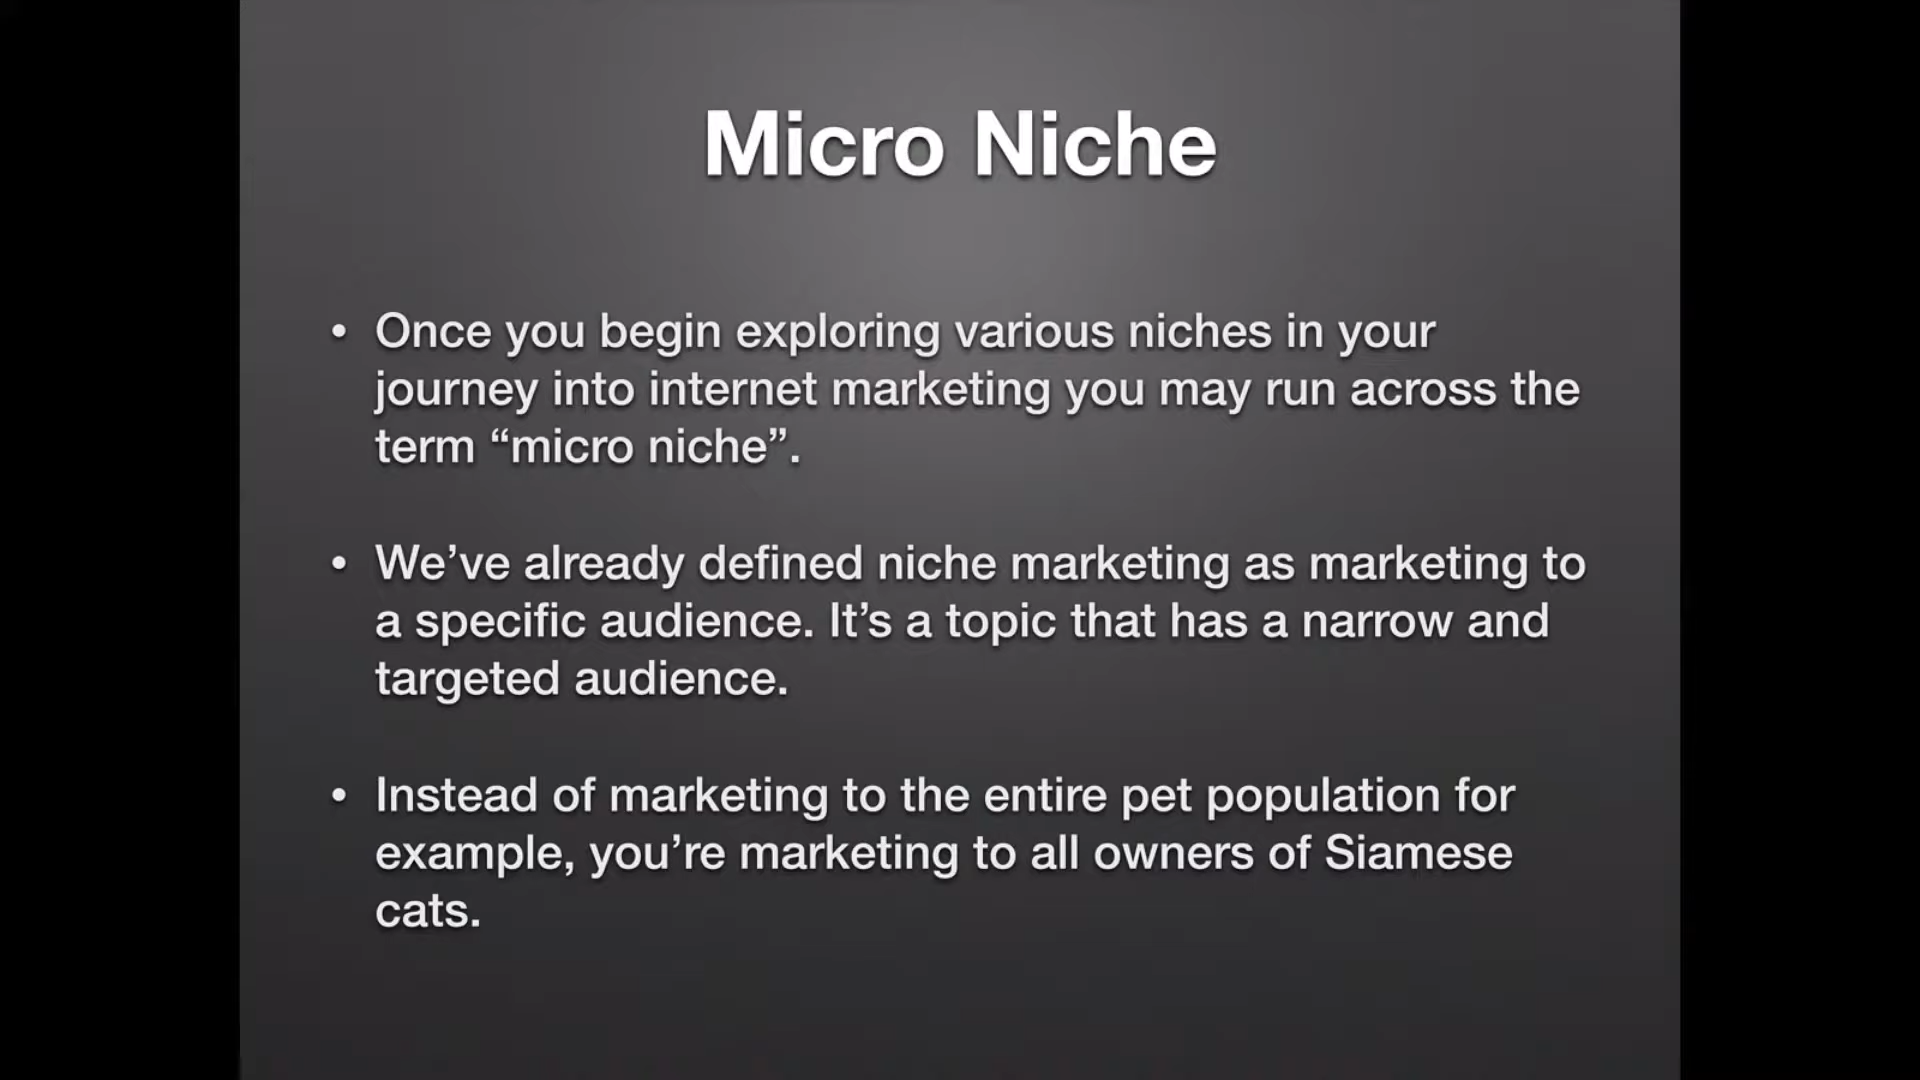 Micro Niche
• Once you begin exploring various niches in your
journey into internet marketing you may run across the
term “micro niche”.
• We’ve already defined niche marketing as marketing to
a specific audience. It’s a topic that has a narrow and
targeted audience.
• Instead of marketing to the entire pet population for
example, you’re marketing to all owners of Siamese
cats.